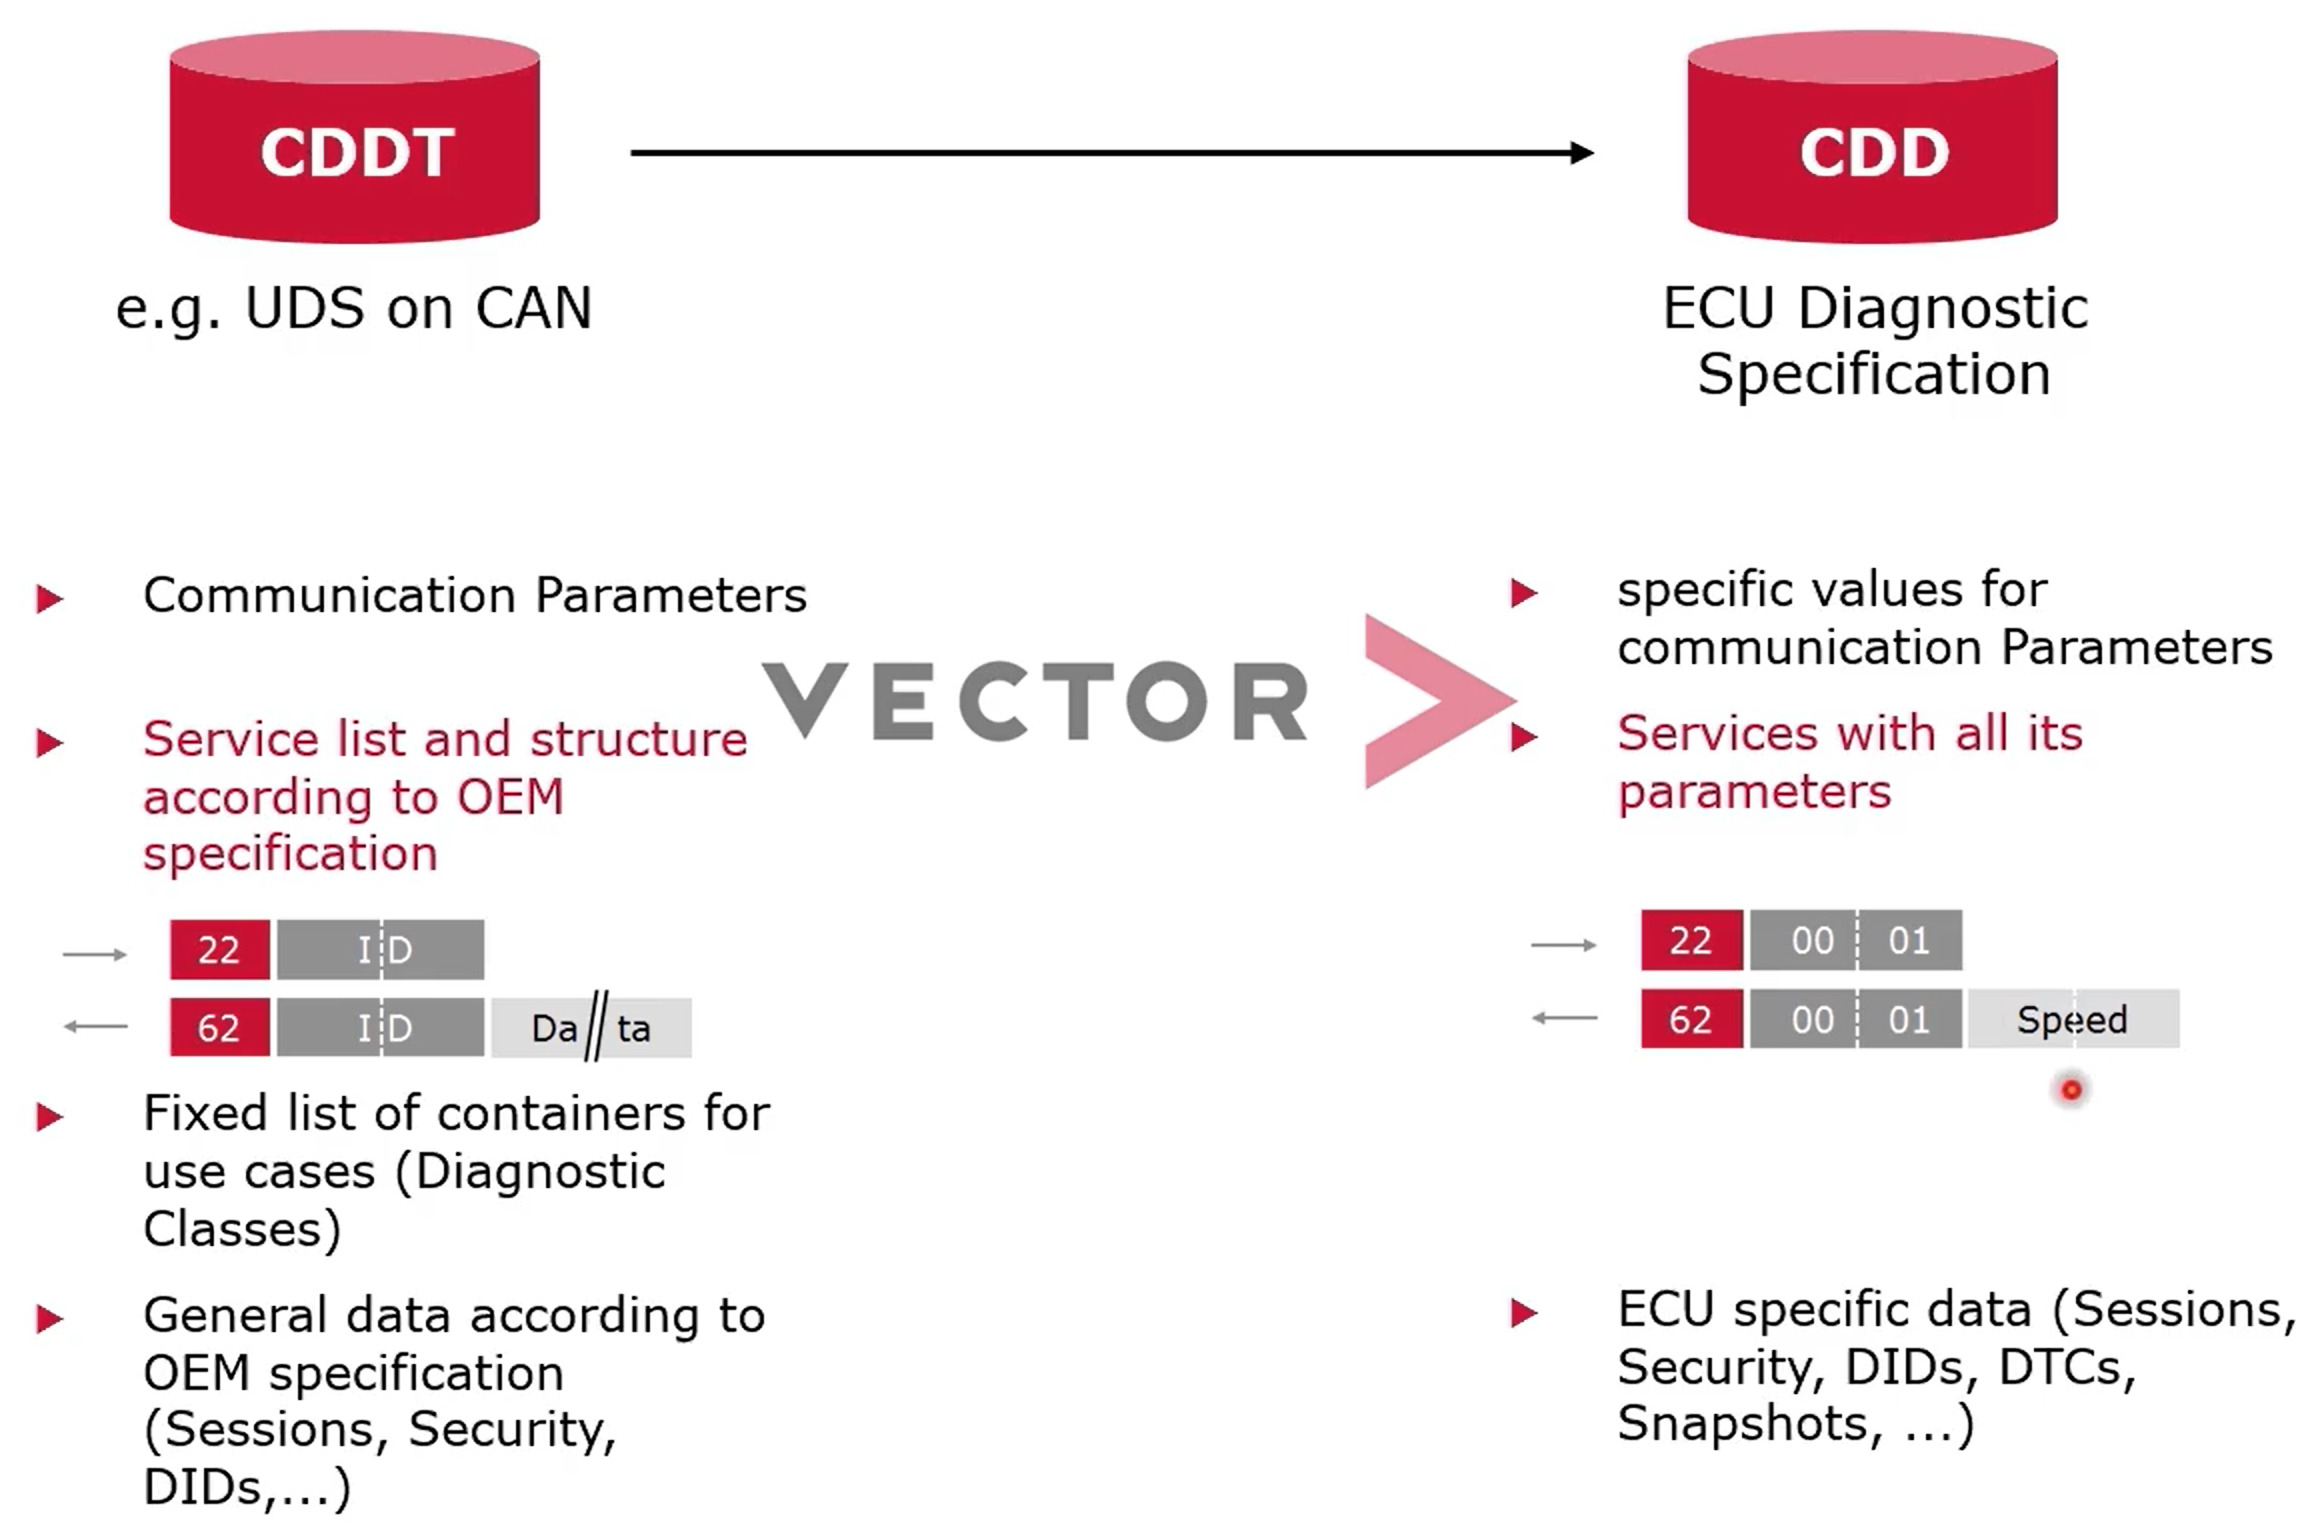 CDDT
CDD
e.g. UDS on CAN
ECU Diagnostic
Specification
Communication Parameters
Service list and structure
according to OEM
specification
22 ID
62 ID Da ta
Fixed list of containers for
use cases (Diagnostic
Classes)
General data according to
OEM specification
(Sessions, Security,
DIDs,...)
VECTOR
specific values for
communication Parameters
Services with all its
parameters
22 00 01
62 00 01 Speed
ECU specific data (Sessions,
Security, DIDs, DTCs,
Snapshots, ...)